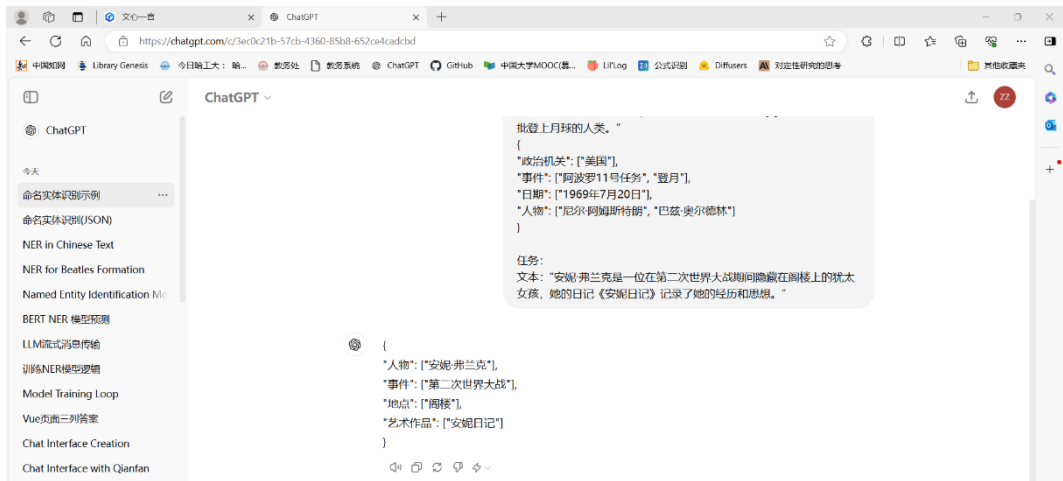 文心一言
ChatGPT
https://chatgpt.com/c/3ec0c21b-57cb-4360-85b8-652ce4cadcbd
中国知网
Library Genesis
今日哈工大：哈...
教务处
教务系统
ChatGPT
GitHub
中国大学MOOC(慕...
Lil'Log
公式识别
Diffusers
对定性研究的思考
其他收藏夹
ChatGPT
ZZ
ChatGPT
今天
命名实体识别示例
命名实体识别(JSON)
NER in Chinese Text
NER for Beatles Formation
Named Entity Identification Mo
BERT NER 模型预测
LLM流式消息传输
训练NER模型逻辑
Model Training Loop
Vue页面三列答案
Chat Interface Creation
Chat Interface with Qianfan
批登上月球的人类。"
{
"政治机关": ["美国"],
"事件": ["阿波罗11号任务", "登月"],
"日期": ["1969年7月20日"],
"人物": ["尼尔·阿姆斯特朗", "巴兹·奥尔德林"]
}
任务：
文本："安妮·弗兰克是一位在第二次世界大战期间隐藏在阁楼上的犹太
女孩，她的日记《安妮日记》记录了她的经历和思想。"
{
"人物": ["安妮·弗兰克"],
"事件": ["第二次世界大战"],
"地点": ["阁楼"],
"艺术作品": ["安妮日记"]
}